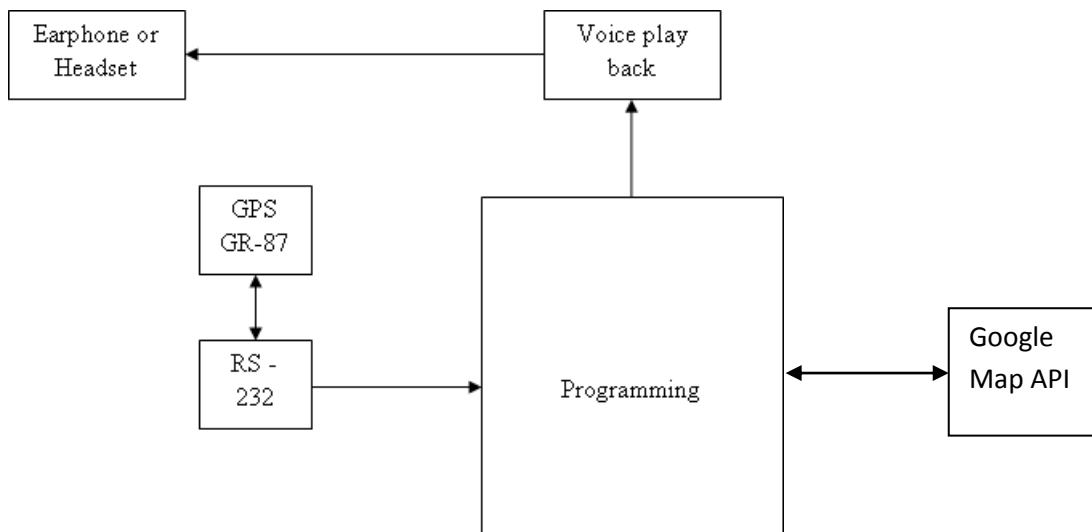 Earphone or
Headset
Voice play
back
GPS
GR-87
RS -
232
Programming
Google
Map API